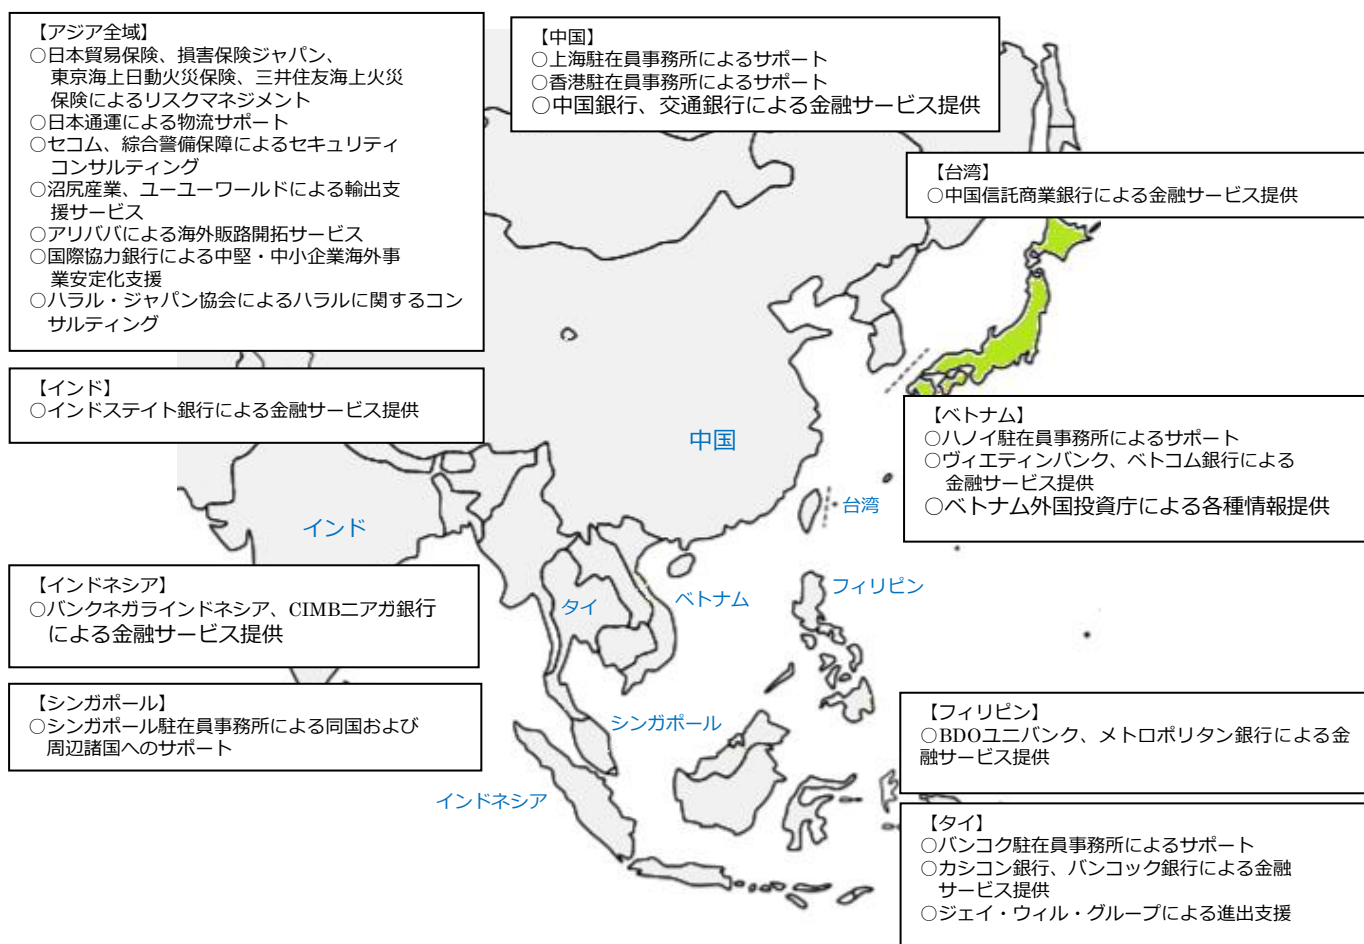 【アジア全域】
○日本貿易保険、損害保険ジャパン、
東京海上日動火災保険、三井住友海上火災
保険によるリスクマネジメント
○日本通運による物流サポート
○セコム、綜合警備保障によるセキュリティ
コンサルティング
○沼尻産業、ユーユーワールドによる輸出支
援サービス
○アリババによる海外販路開拓サービス
○国際協力銀行による中堅・中小企業海外事
業安定化支援
○ハラル・ジャパン協会によるハラルに関するコン
サルティング
【中国】
○上海駐在員事務所によるサポート
○香港駐在員事務所によるサポート
○中国銀行、交通銀行による金融サービス提供
【台湾】
○中国信託商業銀行による金融サービス提供
【インド】
○インドステイト銀行による金融サービス提供
【ベトナム】
○ハノイ駐在員事務所によるサポート
○ヴィエティンバンク、ベトコム銀行による
金融サービス提供
○ベトナム外国投資庁による各種情報提供
中国
台湾
インド
【インドネシア】
○バンクネガラインドネシア、CIMBニアガ銀行
による金融サービス提供
タイ
ベトナム
フィリピン
【シンガポール】
○シンガポール駐在員事務所による同国および
周辺諸国へのサポート
シンガポール
インドネシア
【フィリピン】
○BDOユニバンク、メトロポリタン銀行による金
融サービス提供
【タイ】
○バンコク駐在員事務所によるサポート
○カシコン銀行、バンコック銀行による金融
サービス提供
○ジェイ・ウィル・グループによる進出支援